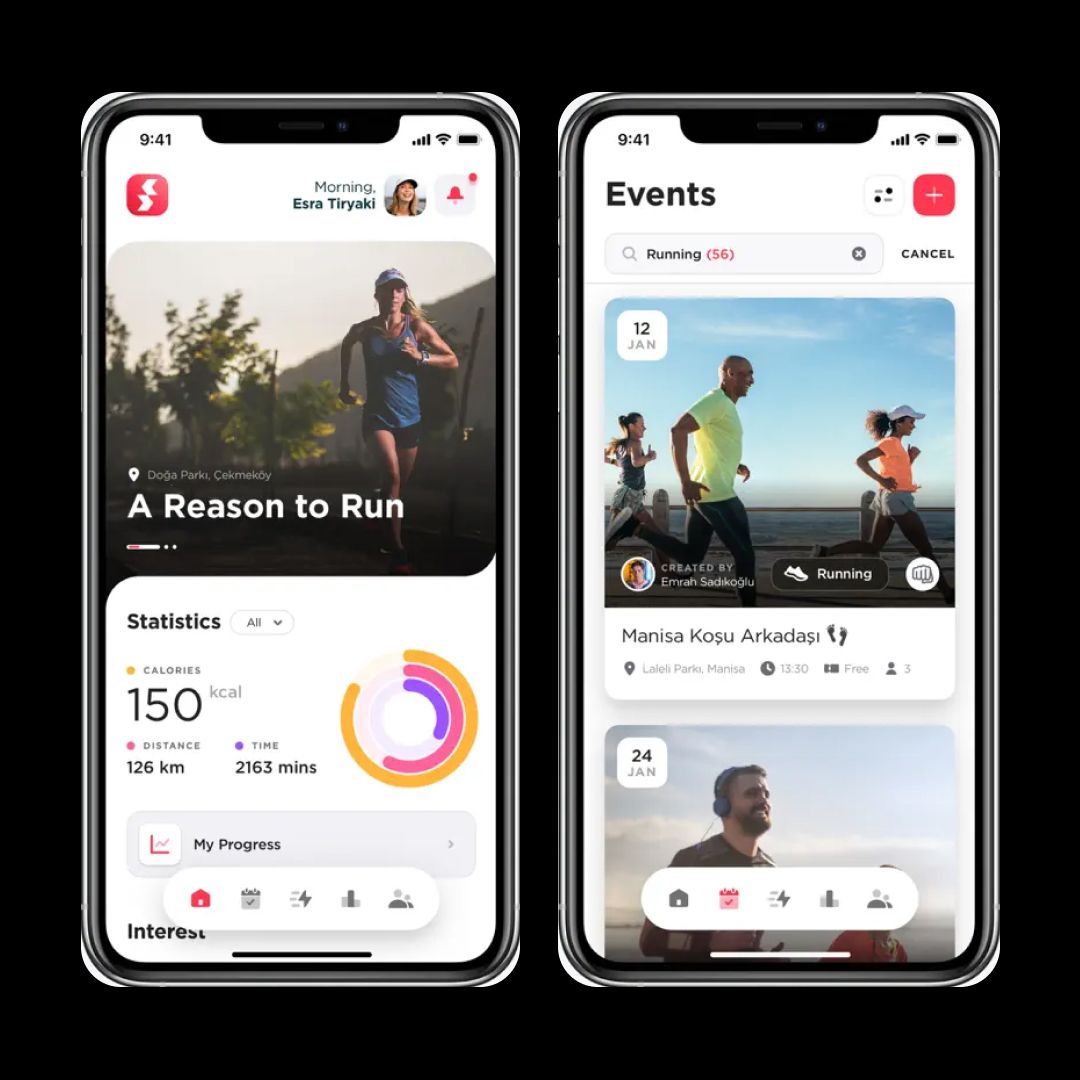 9:41
Morning,
Esra Tiryaki
Doğa Parkı, Çekmeköy
A Reason to Run
Statistics
All
CALORIES
150 kcal
DISTANCE
TIME
126 km
2163 mins
My Progress
Interest
9:41
Events
Running (56)
CANCEL
12
JAN
CREATED BY
Emrah Sadıkoğlu
Running
Manisa Koşu Arkadaşı
Laleli Parkı, Manisa
13:30
Free
3
24
JAN